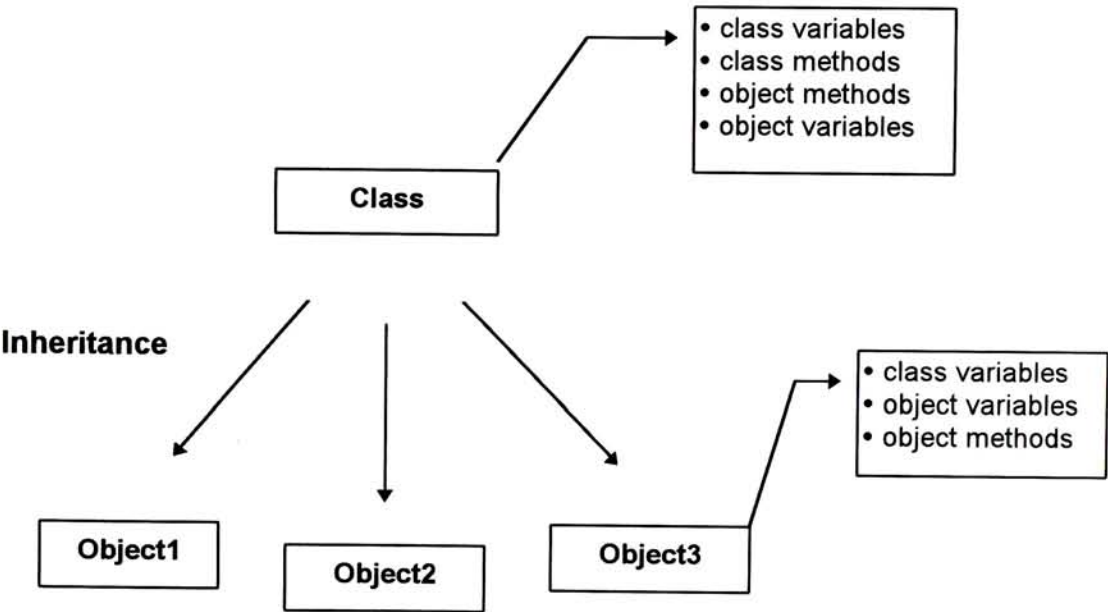 • class variables
• class methods
• object methods
• object variables
Class
Inheritance
• class variables
• object variables
• object methods
Object1
Object2
Object3